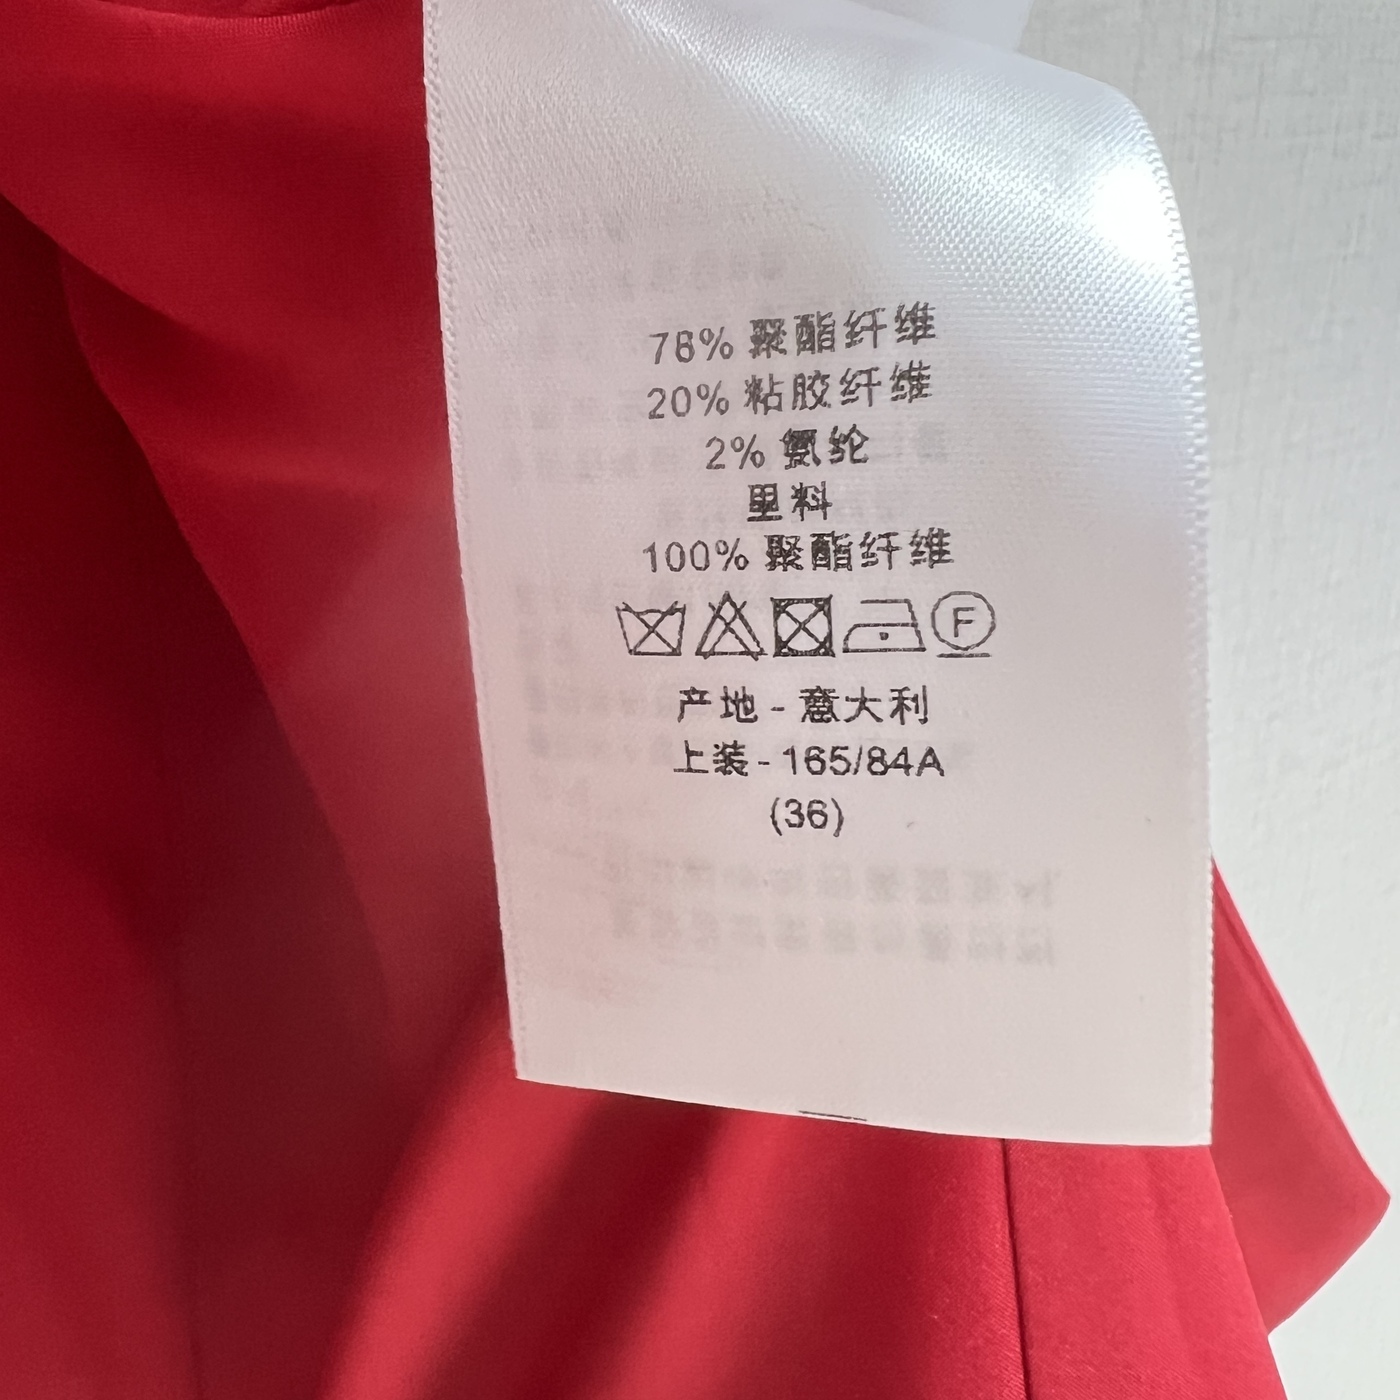 78% 聚酯纤维
20% 粘胶纤维
2% 氨纶
里料
100% 聚酯纤维
F
产地 - 意大利
上装 - 165/84A
(36)